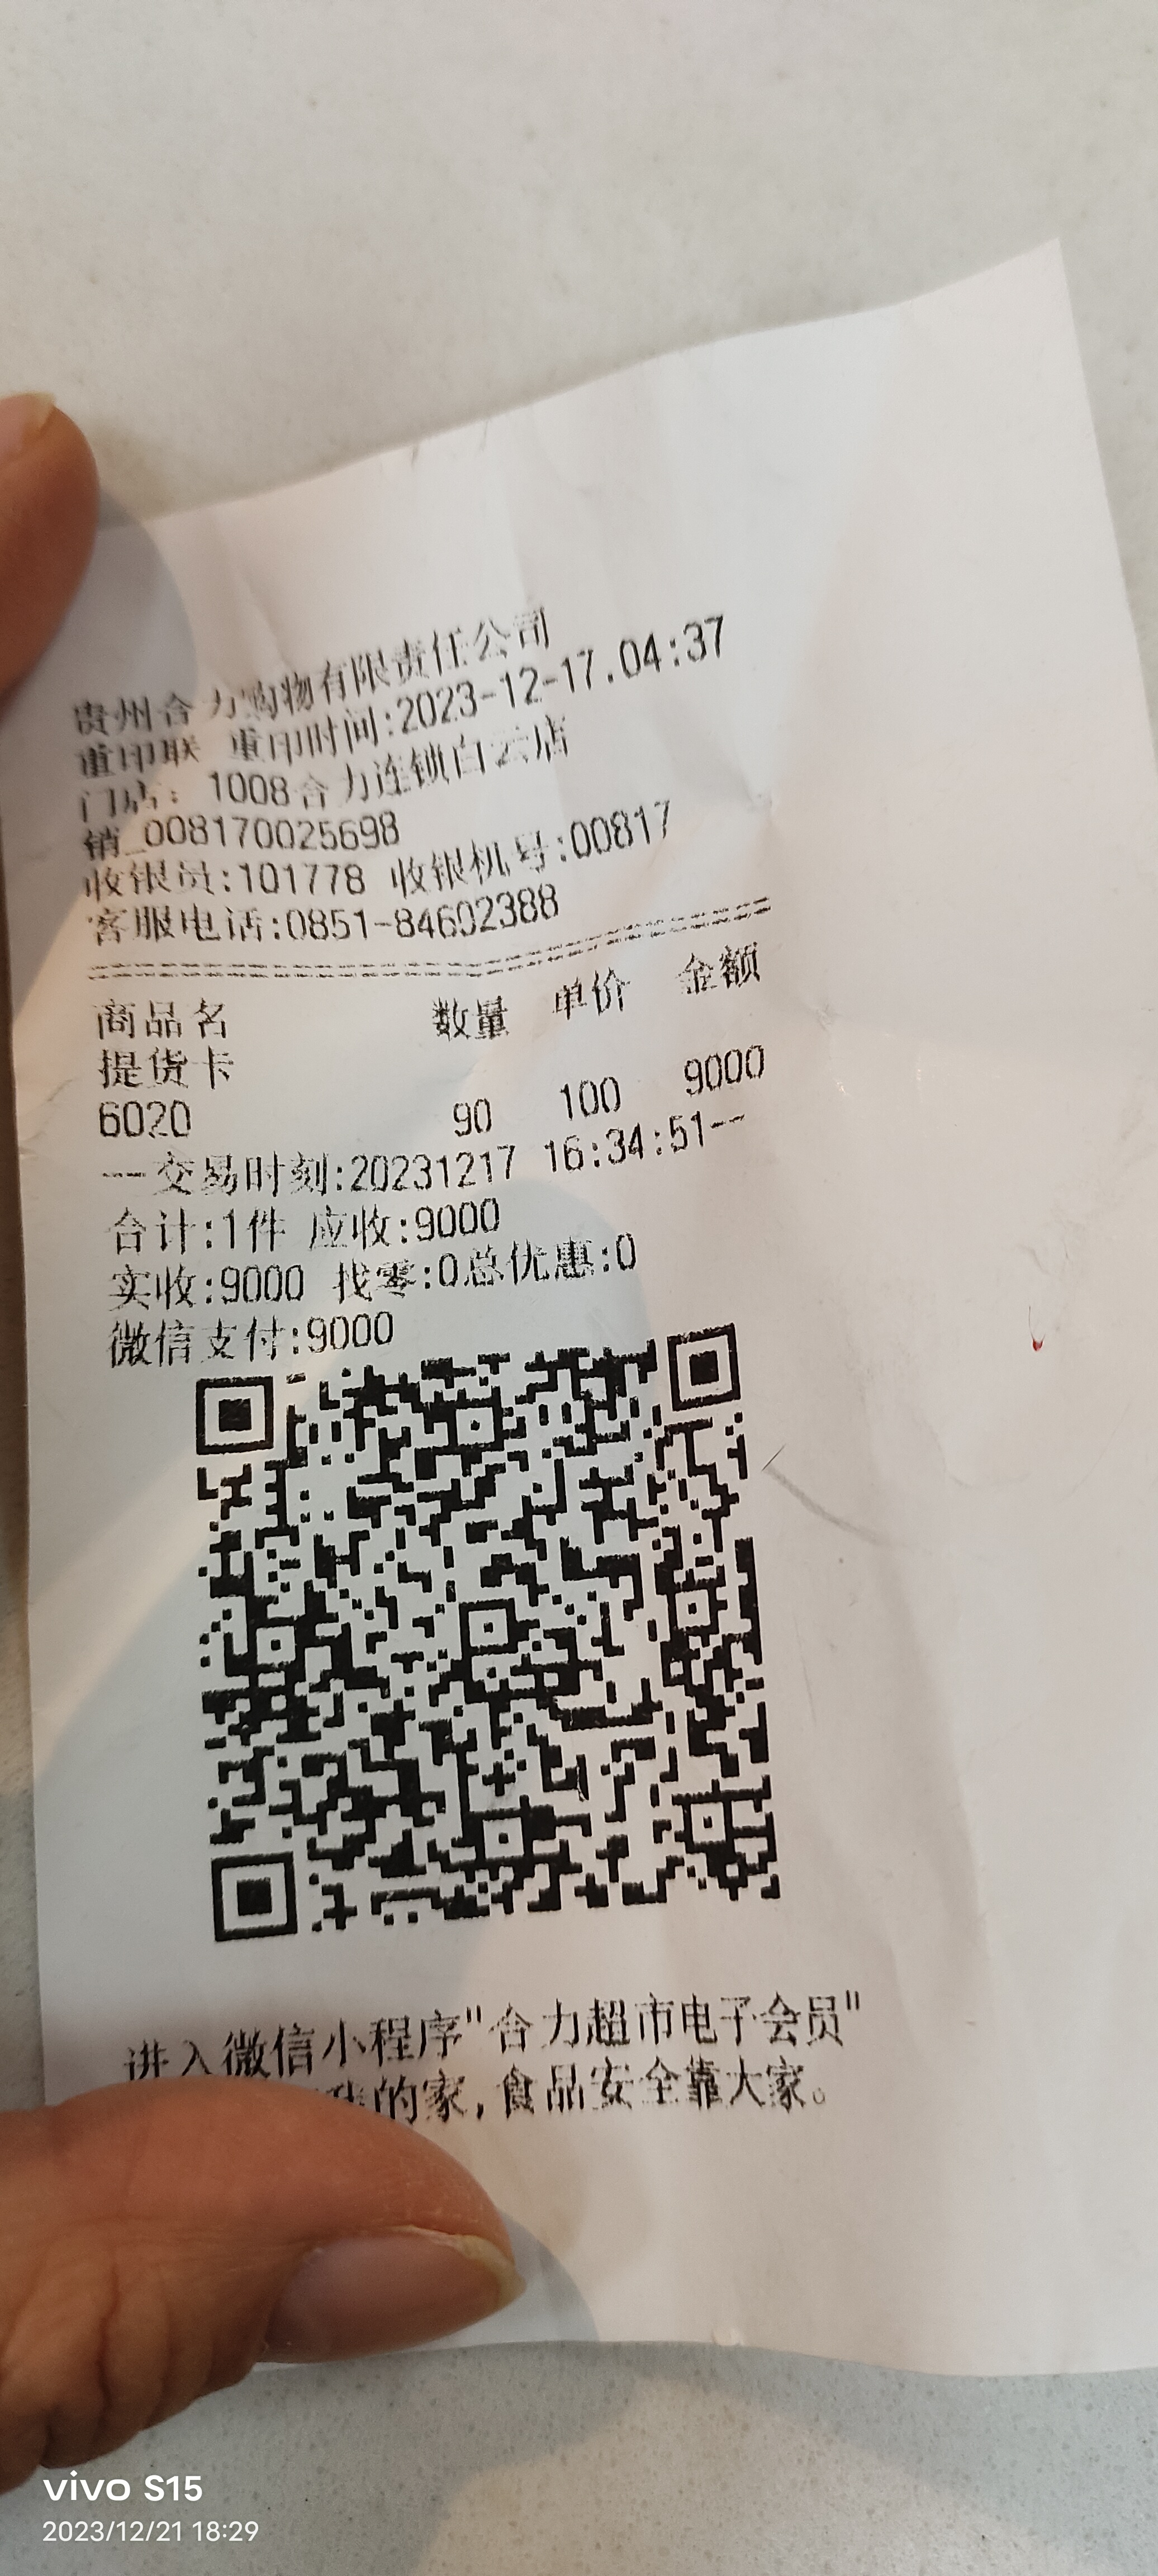 贵州合力购物有限责任公司
重印联 重印时间:2023-12-17.04:37
门店: 1008合力连锁白云店
销_008170025698
收银员:101778 收银机号:00817
客服电话:0851-84602388
商品名 数量 单价 金额
提货卡
6020 90 100 9000
--交易时刻:20231217 16:34:51--
合计:1件 应收:9000
实收:9000 找零:0总优惠:0
微信支付:9000
进入微信小程序"合力超市电子会员"
的家,食品安全靠大家。
vivo S15
2023/12/21 18:29